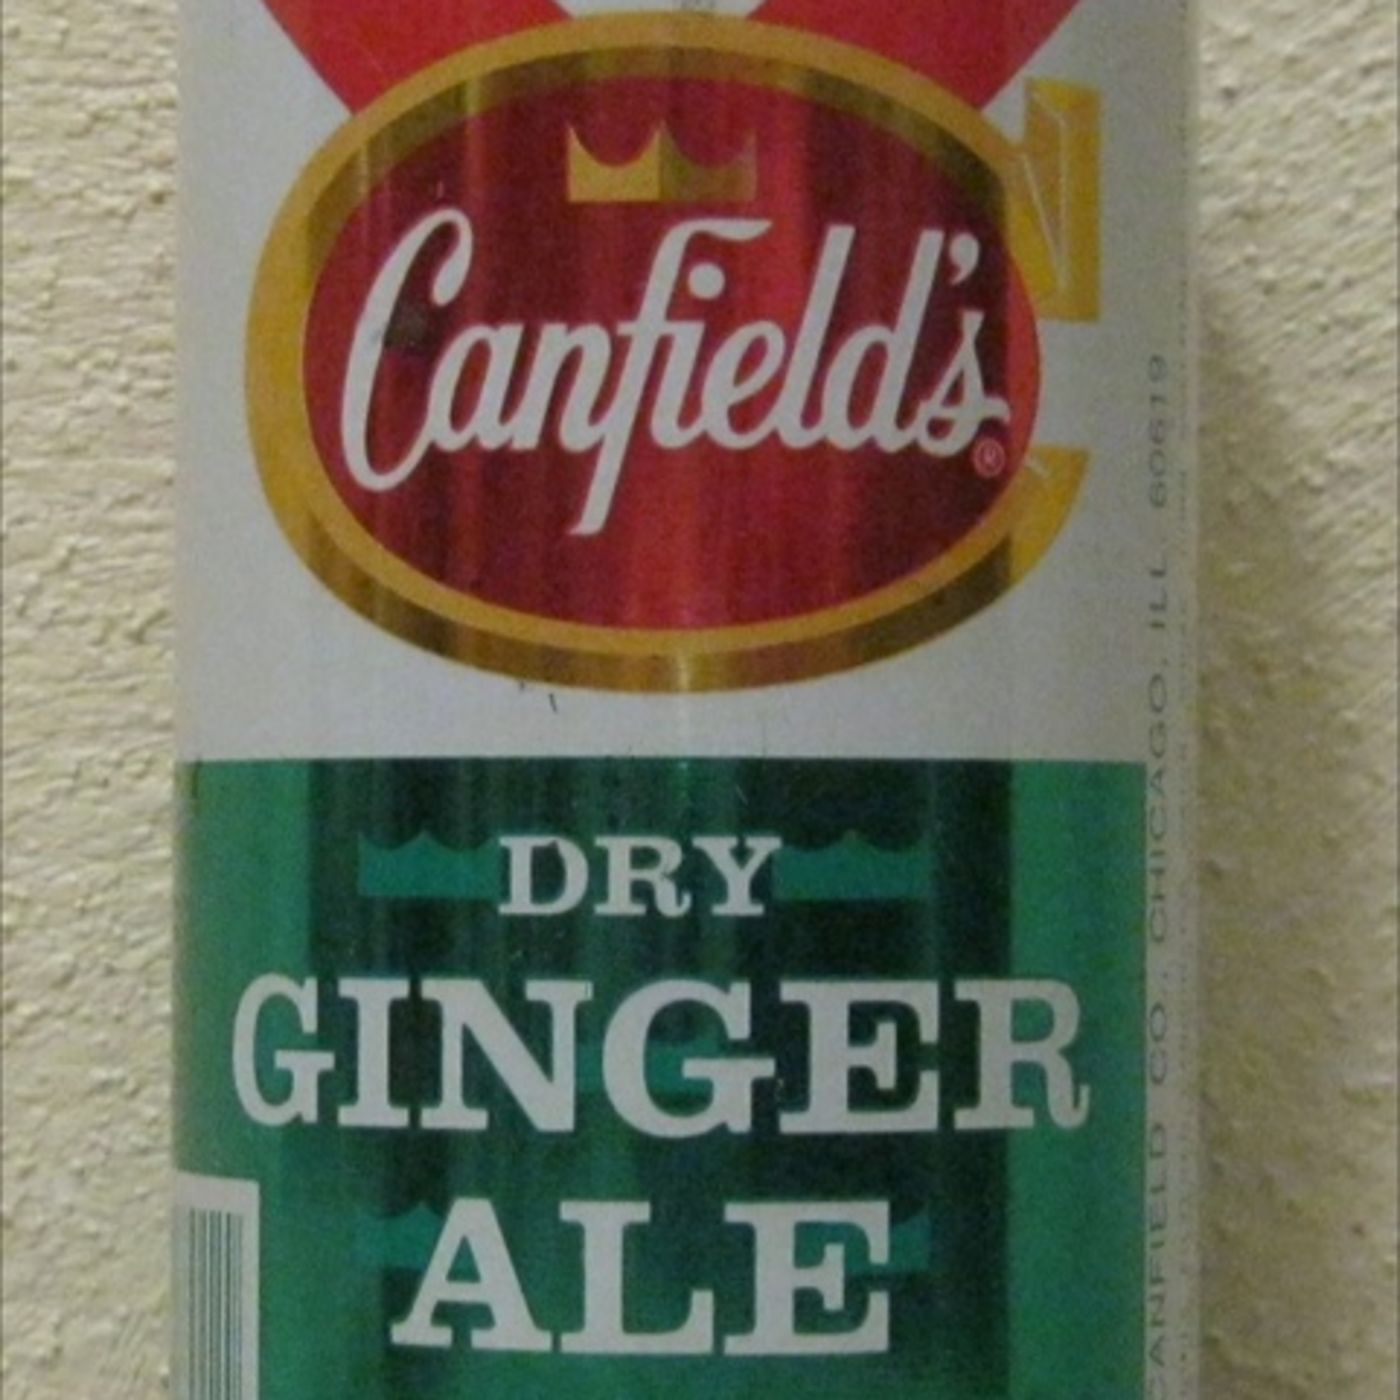 Canfield's®
DRY
GINGER
ALE
CANFIELD CO., CHICAGO, ILL 60619